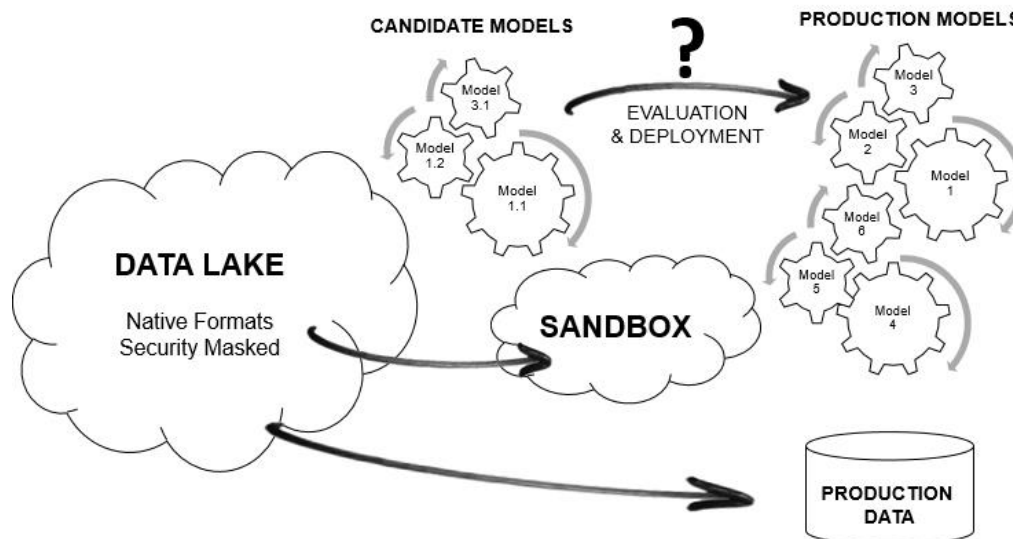 CANDIDATE MODELS
?
PRODUCTION MODELS
Model
3.1
Model
1.2
Model
1.1
EVALUATION
& DEPLOYMENT
Model
3
Model
2
Model
1
Model
6
Model
5
Model
4
DATA LAKE
Native Formats
Security Masked
SANDBOX
PRODUCTION
DATA